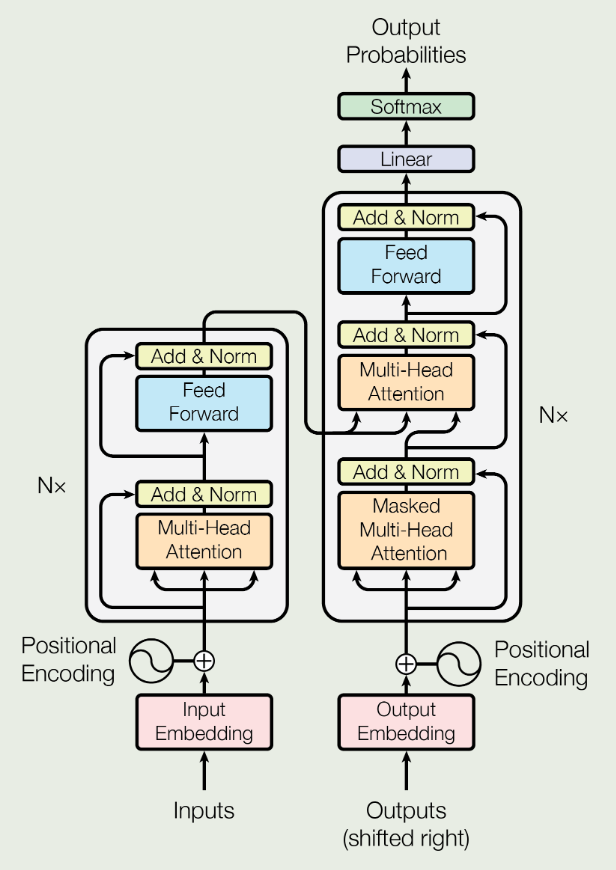 Output
Probabilities
Softmax
Linear
Add & Norm
Feed
Forward
Add & Norm
Multi-Head
Attention
Add & Norm
Masked
Multi-Head
Attention
N×
Add & Norm
Feed
Forward
Add & Norm
Multi-Head
Attention
N×
Positional
Encoding
Positional
Encoding
Input
Embedding
Output
Embedding
Inputs
Outputs
(shifted right)